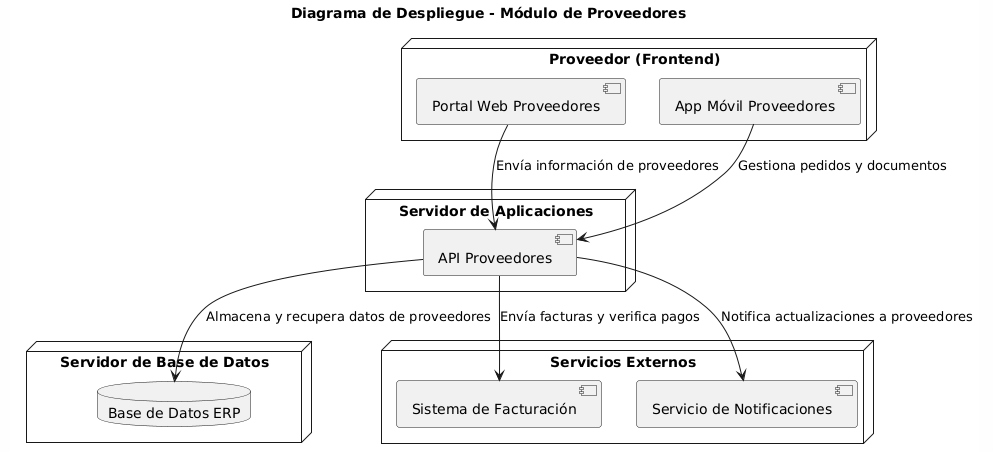 Diagrama de Despliegue - Módulo de Proveedores
Proveedor (Frontend)
Portal Web Proveedores
App Móvil Proveedores
Envía información de proveedores
Gestiona pedidos y documentos
Servidor de Aplicaciones
API Proveedores
Almacena y recupera datos de proveedores
Envía facturas y verifica pagos
Notifica actualizaciones a proveedores
Servidor de Base de Datos
Base de Datos ERP
Servicios Externos
Sistema de Facturación
Servicio de Notificaciones